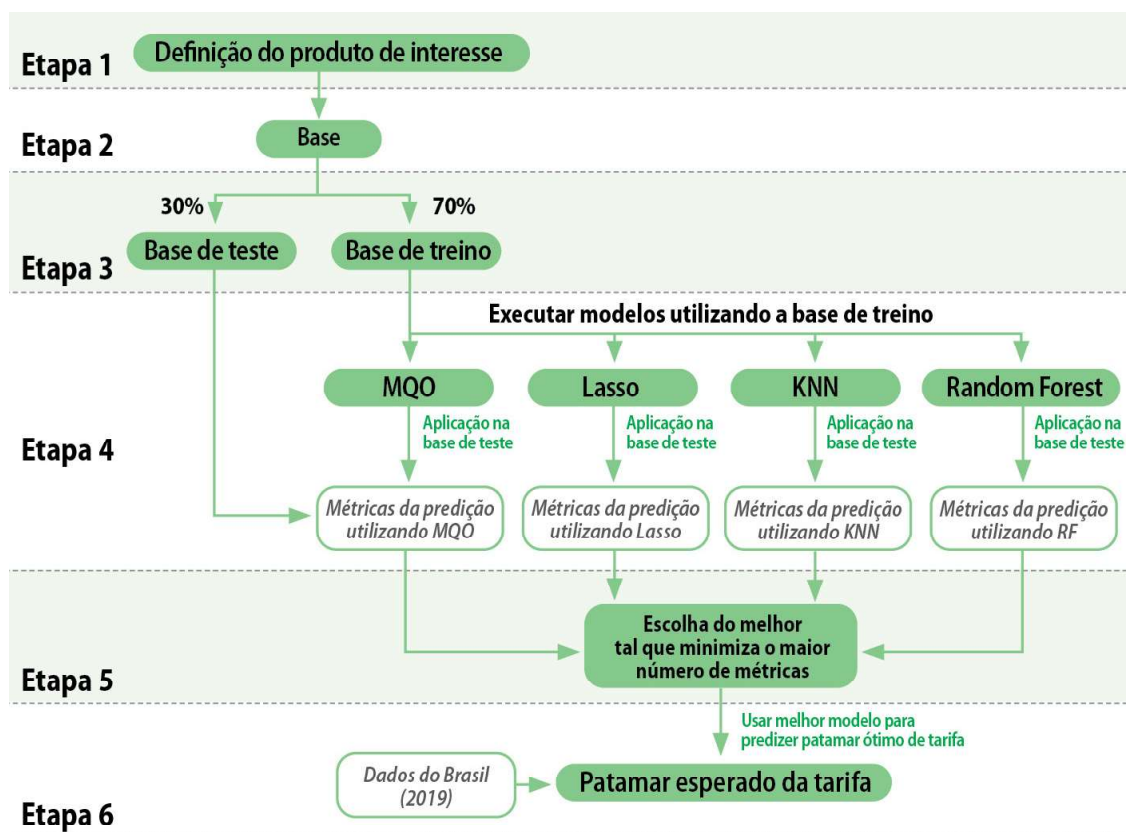 Etapa 1
Definição do produto de interesse
Etapa 2
Base
30%
70%
Etapa 3
Base de teste
Base de treino
Executar modelos utilizando a base de treino
Etapa 4
MQO
Lasso
KNN
Random Forest
Aplicação na
base de teste
Aplicação na
base de teste
Aplicação na
base de teste
Aplicação na
base de teste
Métricas da predição
utilizando MQO
Métricas da predição
utilizando Lasso
Métricas da predição
utilizando KNN
Métricas da predição
utilizando RF
Etapa 5
Escolha do melhor
tal que minimiza o maior
número de métricas
Usar melhor modelo para
predizer patamar ótimo de tarifa
Etapa 6
Dados do Brasil
(2019)
Patamar esperado da tarifa